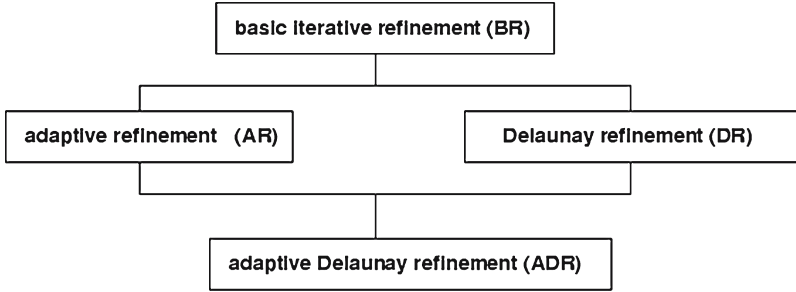 basic iterative refinement (BR)
adaptive refinement (AR)
Delaunay refinement (DR)
adaptive Delaunay refinement (ADR)